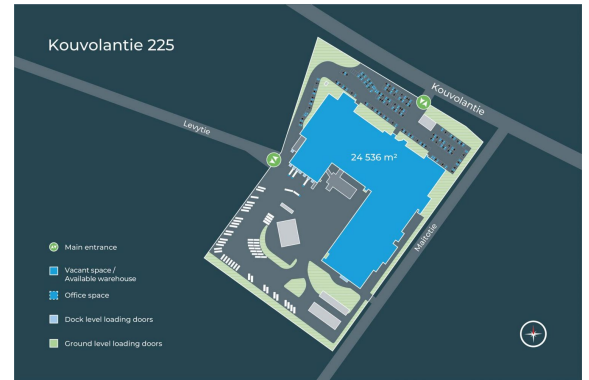 Kouvolantie 225
Kouvolantie
Levytie
24 536 m²
Maitotie
Main entrance
Vacant space /
Available warehouse
Office space
Dock level loading doors
Ground level loading doors